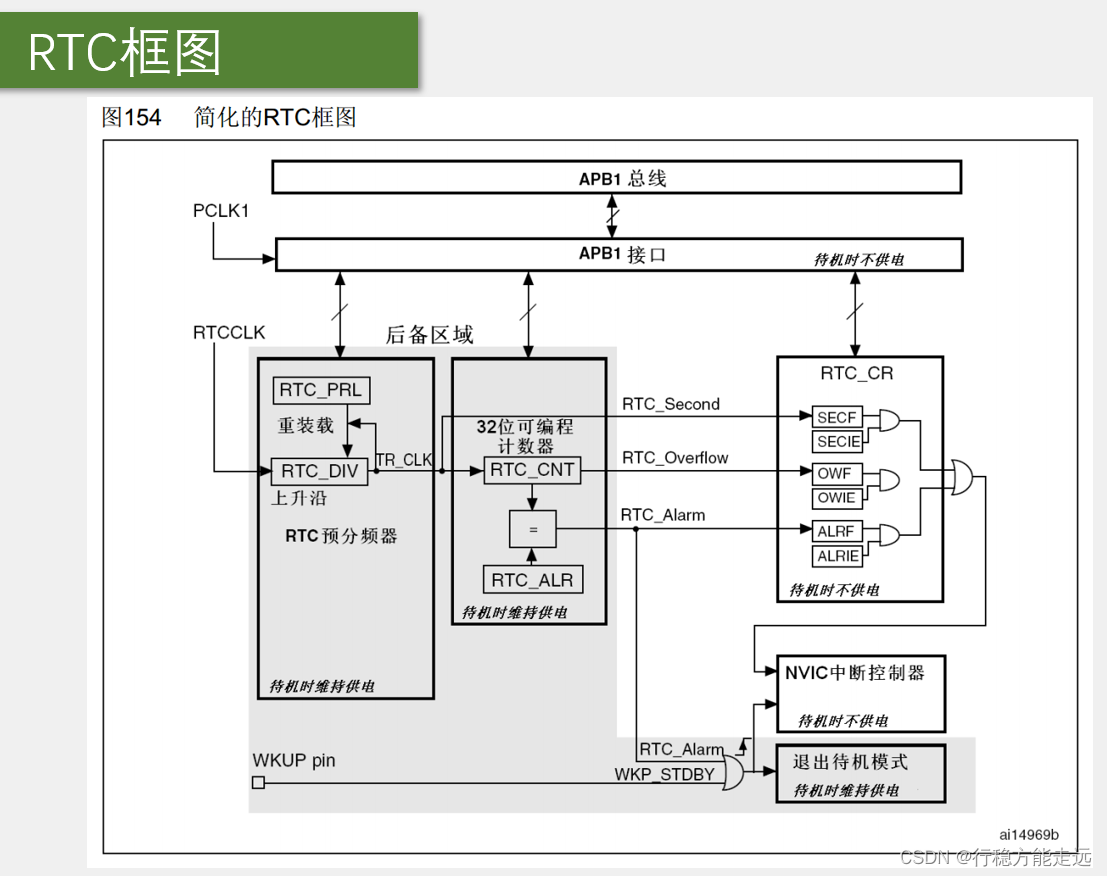 RTC框图
图154 简化的RTC框图
APB1 总线
PCLK1
APB1 接口
待机时不供电
RTCCLK
后备区域
RTC_PRL
重装载
RTC_DIV
上升沿
RTC 预分频器
待机时维持供电
TR_CLK
32位可编程
计数器
RTC_CNT
=
RTC_ALR
待机时维持供电
RTC_Second
RTC_Overflow
RTC_Alarm
RTC_CR
SECF
SECIE
OWF
OWIE
ALRF
ALRIE
待机时不供电
NVIC中断控制器
待机时不供电
WKUP pin
RTC_Alarm
WKP_STDBY
退出待机模式
待机时维持供电
ai14969b
CSDN @行稳方能走远